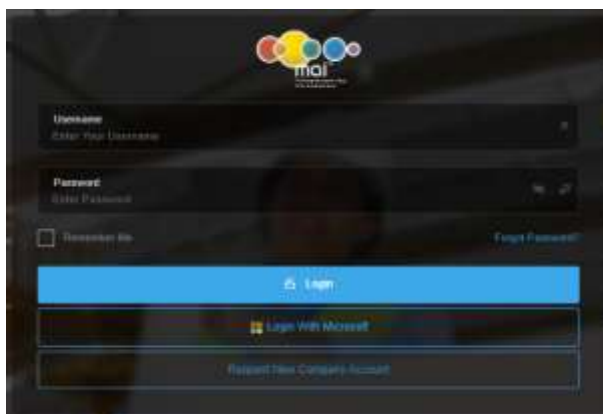 mai
Username
Enter Your Username
Password
Enter Password
Remember Me
Forgot Password?
Login
Login With Microsoft
Request New Company Account